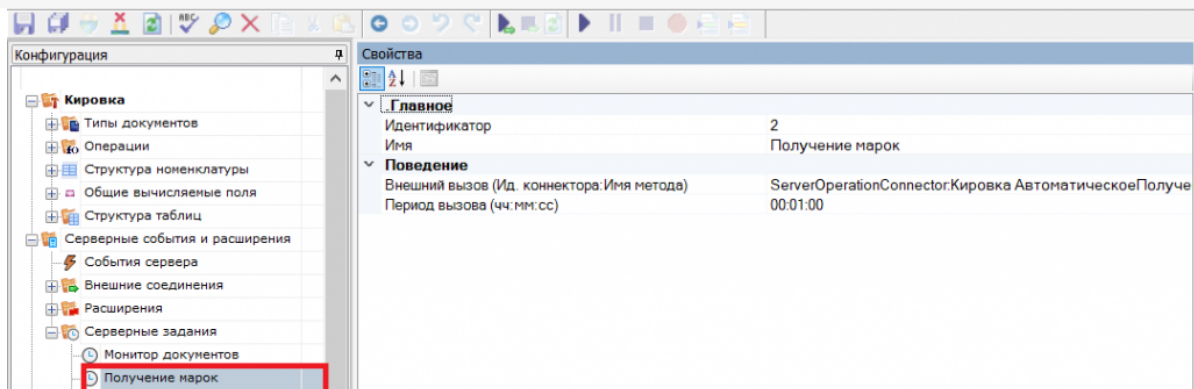 Конфигурация
Кировка
Типы документов
Операции
Структура номенклатуры
Общие вычисляемые поля
Структура таблиц
Серверные события и расширения
События сервера
Внешние соединения
Расширения
Серверные задания
Монитор документов
Получение марок
Свойства
.Главное
Идентификатор 2
Имя Получение марок
Поведение
Внешний вызов (Ид. коннектора:Имя метода) ServerOperationConnector:Кировка АвтоматическоеПолуче
Период вызова (чч:мм:сс) 00:01:00